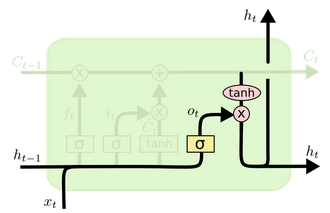 h_t
C_{t-1} × + C_t
tanh
f_t i_t × o_t ×
C̃_t
σ σ tanh σ
h_{t-1} h_t
x_t